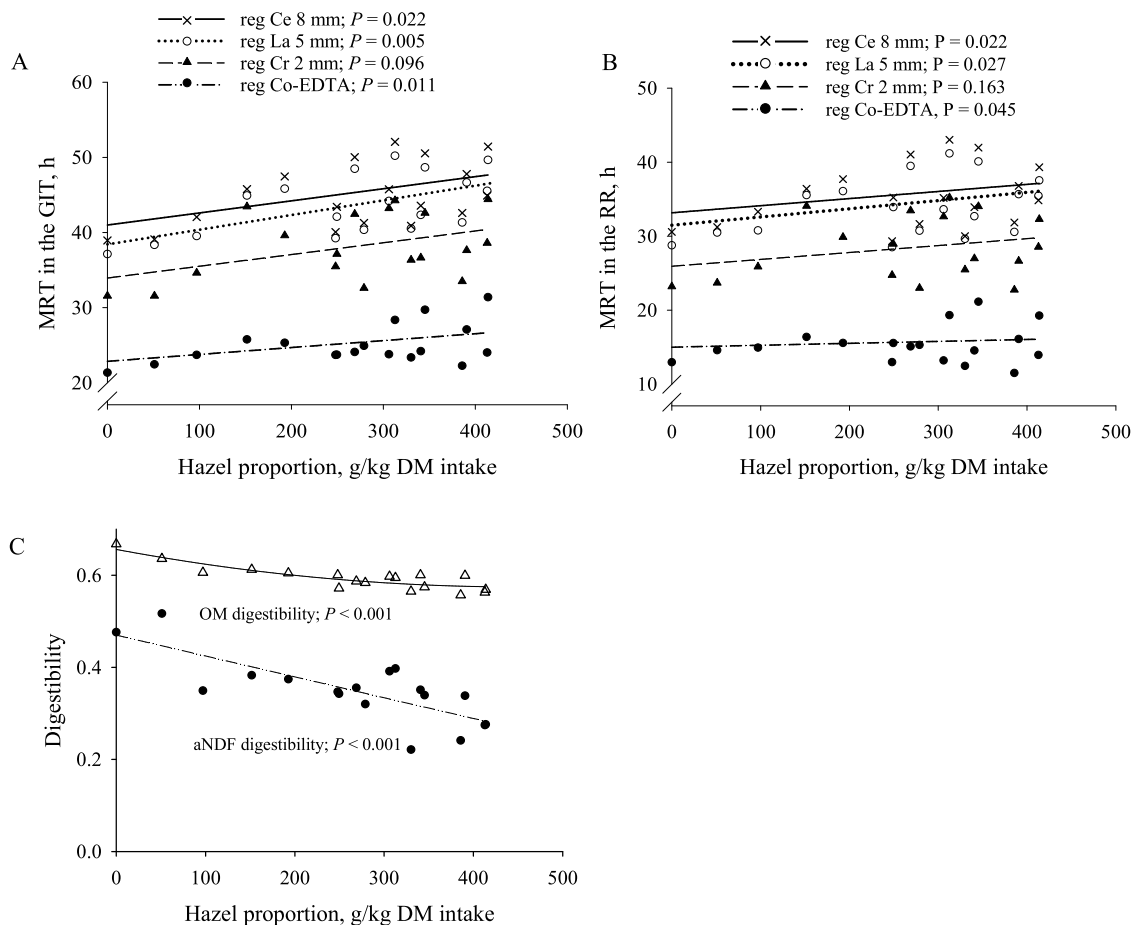 A
reg Ce 8 mm; P = 0.022
reg La 5 mm; P = 0.005
reg Cr 2 mm; P = 0.096
reg Co-EDTA; P = 0.011
MRT in the GIT, h
60
50
40
30
20
0 100 200 300 400 500
Hazel proportion, g/kg DM intake
B
reg Ce 8 mm; P = 0.022
reg La 5 mm; P = 0.027
reg Cr 2 mm; P = 0.163
reg Co-EDTA, P = 0.045
MRT in the RR, h
50
40
30
20
10
0 100 200 300 400 500
Hazel proportion, g/kg DM intake
C
Digestibility
0.6
0.4
0.2
0.0
OM digestibility; P < 0.001
aNDF digestibility; P < 0.001
0 100 200 300 400 500
Hazel proportion, g/kg DM intake